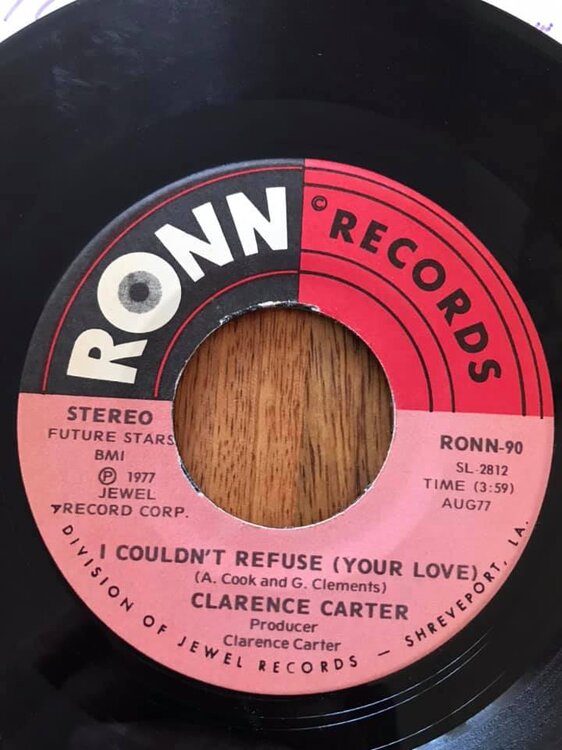 RONN
© RECORDS
STEREO
FUTURE STARS
BMI
℗ 1977
JEWEL
RECORD CORP.
RONN-90
SL-2812
TIME (3:59)
AUG77
I COULDN'T REFUSE (YOUR LOVE)
(A. Cook and G. Clements)
CLARENCE CARTER
Producer
Clarence Carter
DIVISION OF JEWEL RECORDS — SHREVEPORT, LA.